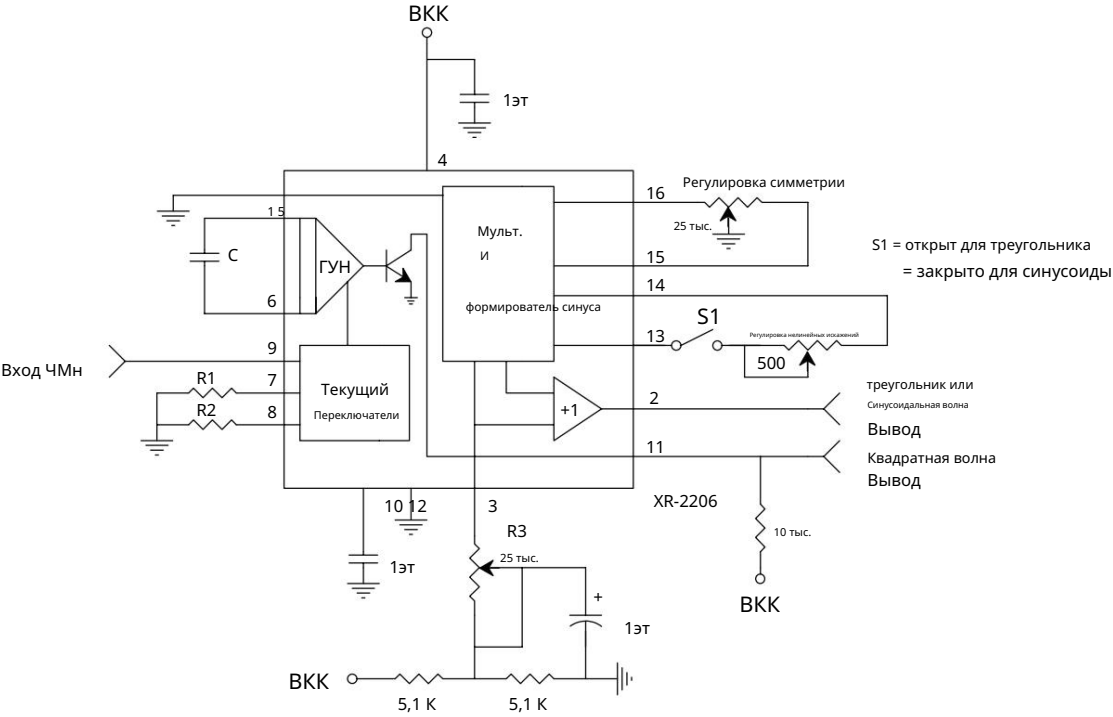 ВКК
1эт
4
16
Регулировка симметрии
25 тыс.
1 5
С
ГУН
Мульт.
И
формирователь синуса
15
S1 = открыт для треугольника
= закрыто для синусоиды
14
6
S1
13
Регулировка нелинейных искажений
500
9
Вход ЧМн
R1
7
R2
8
Текущий
Переключатели
+1
2
треугольник или
Синусоидальная волна
Вывод
11
Квадратная волна
Вывод
XR-2206
10 12
3
R3
25 тыс.
1эт
10 тыс.
ВКК
+
1эт
ВКК
5,1 К
5,1 К